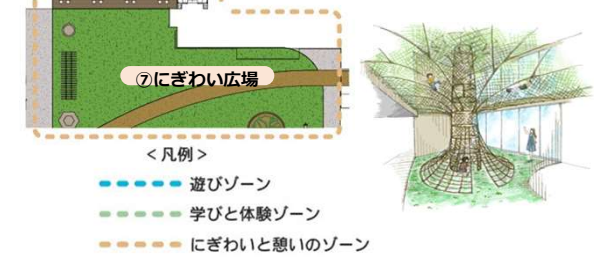 ⑦にぎわい広場
＜凡例＞
遊びゾーン
学びと体験ゾーン
にぎわいと憩いのゾーン